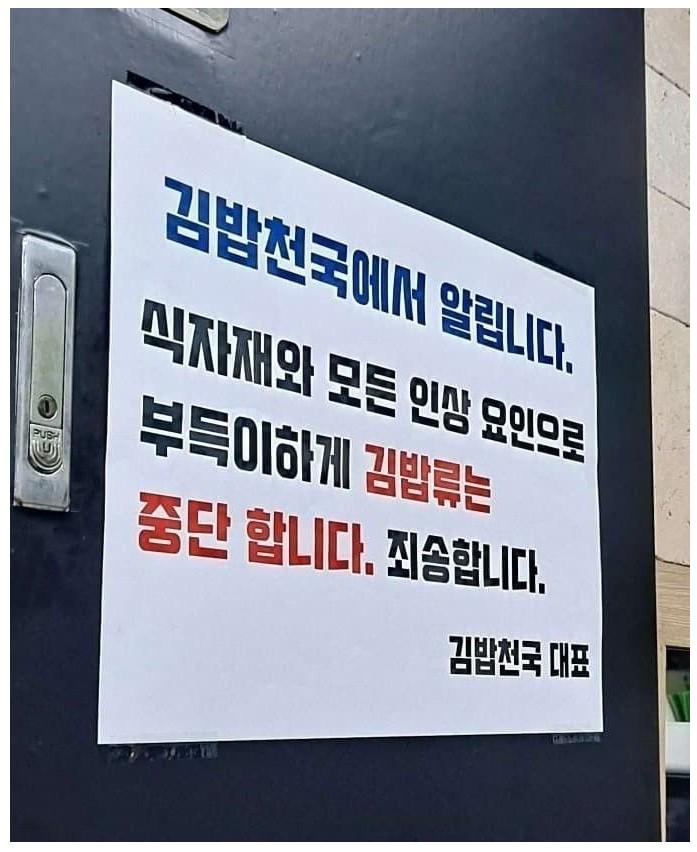 김밥천국에서 알립니다.
식자재와 모든 인상 요인으로
부득이하게 김밥류는
중단 합니다. 죄송합니다.
김밥천국 대표
PUSH